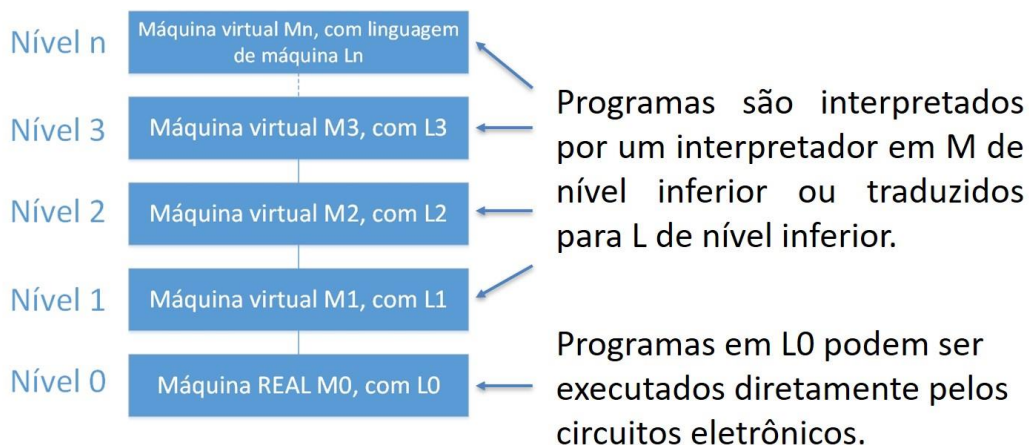 Nível n
Máquina virtual Mn, com linguagem
de máquina Ln
Nível 3
Máquina virtual M3, com L3
Nível 2
Máquina virtual M2, com L2
Nível 1
Máquina virtual M1, com L1
Nível 0
Máquina REAL M0, com L0
Programas são interpretados
por um interpretador em M de
nível inferior ou traduzidos
para L de nível inferior.
Programas em L0 podem ser
executados diretamente pelos
circuitos eletrônicos.